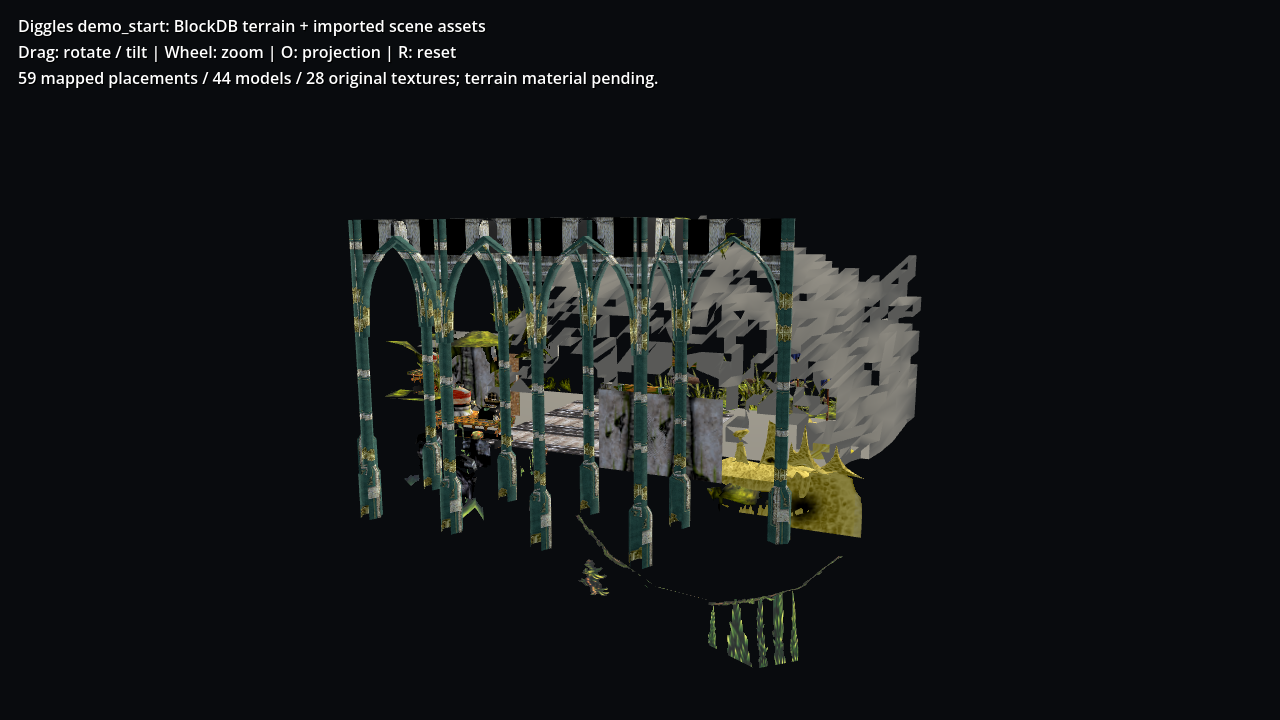 Diggles demo_start: BlockDB terrain + imported scene assets
Drag: rotate / tilt | Wheel: zoom | O: projection | R: reset
59 mapped placements / 44 models / 28 original textures; terrain material pending.